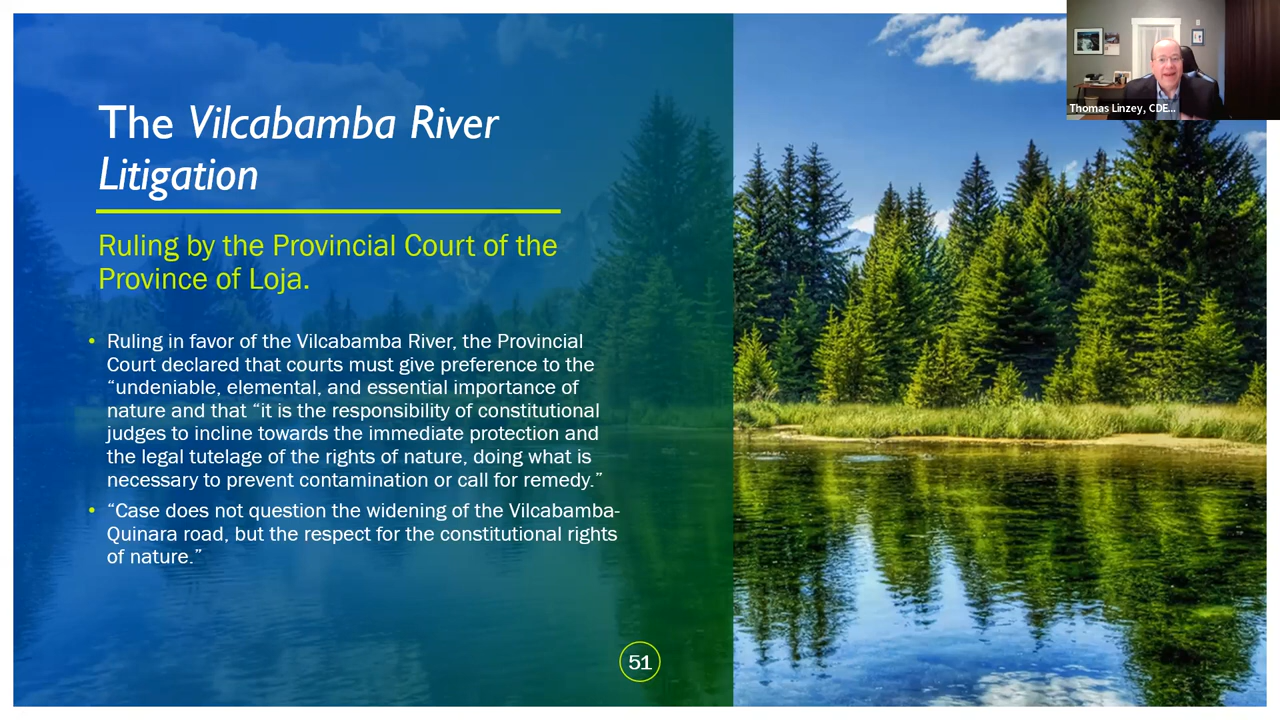 The Vilcabamba River
Litigation
Ruling by the Provincial Court of the
Province of Loja.
• Ruling in favor of the Vilcabamba River, the Provincial
Court declared that courts must give preference to the
“undeniable, elemental, and essential importance of
nature and that “it is the responsibility of constitutional
judges to incline towards the immediate protection and
the legal tutelage of the rights of nature, doing what is
necessary to prevent contamination or call for remedy.”
• “Case does not question the widening of the Vilcabamba-
Quinara road, but the respect for the constitutional rights
of nature.”
51
Thomas Linzey, CDE...